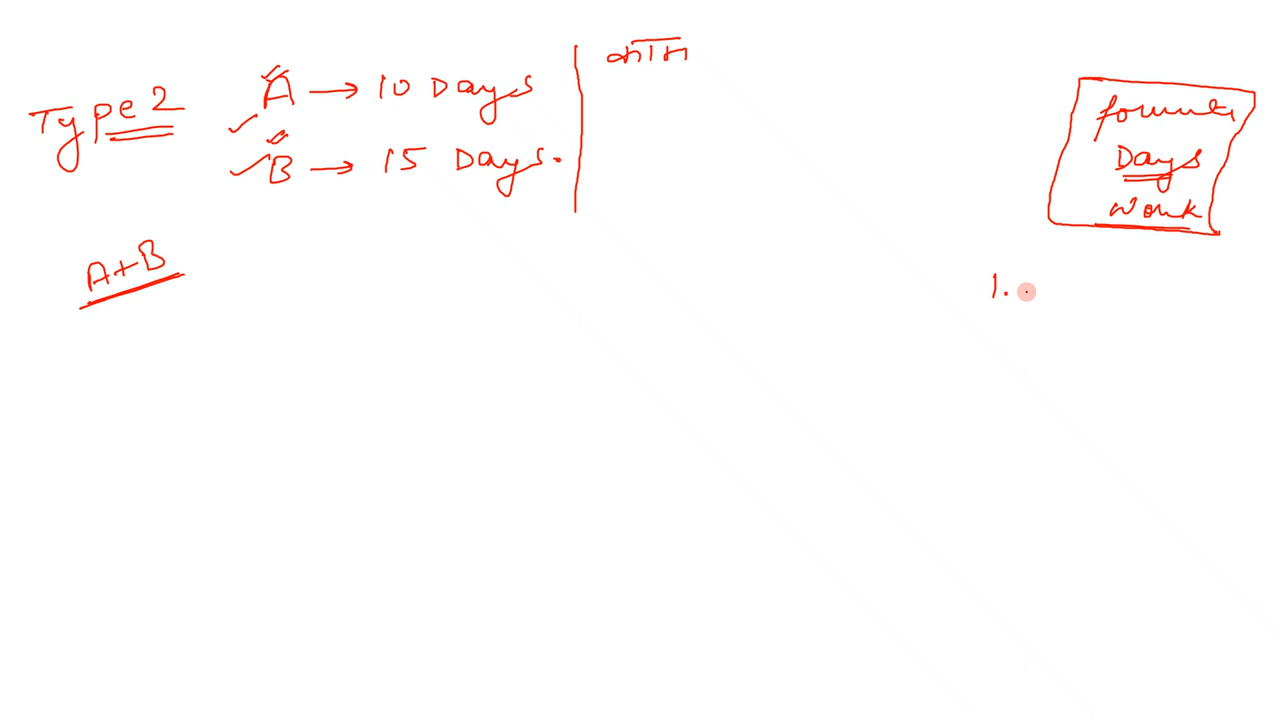 Type 2
A → 10 Days
B → 15 Days.
काम
formula
Days
work
A+B
1.